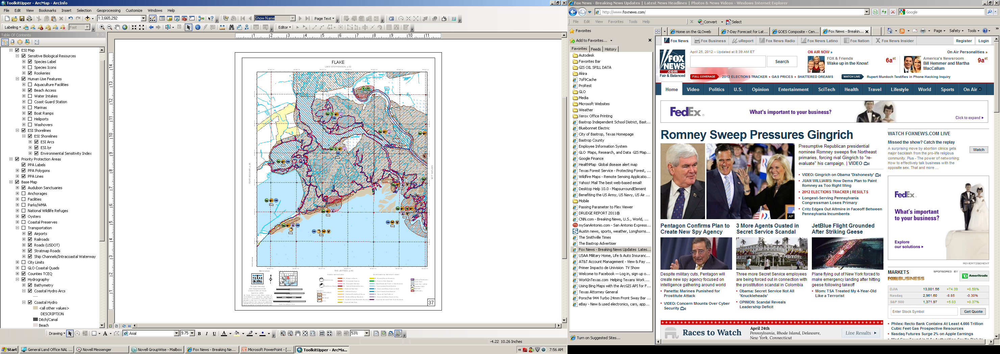 ToolkitUpper - ArcMap - ArcInfo
File Edit View Bookmarks Insert Selection Geoprocessing Customize Windows Help
1:3,665,292
Show Name
Page Text
Labeling
Fast
Editor
Table Of Contents
ESI Map
Sensitive Biological Resources
Species Label
Species Icons
Rookeries
Human Use Features
Aquaculture Facilities
Beach Access
Water Intakes
Coast Guard Station
Marinas
Boat Ramps
Heliports
Washovers
ESI Shorelines
ESI Shorelines
ESI Arcs
ESI.lyr
Environmental Sensitivity Index
Priority Protection Areas
PPA Labels
PPA Polygons
PPA Lines
Base Map
Audubon Sanctuaries
Anchorages
Facilities
Parks/WMA
National Wildlife Refuges
Oysters
Coastal Preserves
Transportation
Airports
Railroads
Roads (USDOT)
Stratmap Roads
Ship Channels/Intracoastal Waterway
City Limits
GLO Coastal Quads
Counties TCEQ
Hydrography
Bathymetry
Coastal Hydro Arcs
Coastal Hydro
<all other values>
DESCRIPTION
Ditch/Canal
Beach
1 2 3 4 5 6 7 8 9 10 11
FLAKE
LAKE STEPHENSON, p.32
THE JETTIES, p.40
TEXAS
OIL SPILL
37
Drawing
Arial
9.75
B I U A
53%
-4.22 10.26 Inches
Start
General Land Office NAL ...
Novell Messenger
Novell GroupWise - Mailbox
Fox News - Breaking Ne...
Microsoft PowerPoint - [...
ToolkitUpper - ArcMa...
7:56 AM
Fox News - Breaking News Updates | Latest News Headlines | Photos & News Videos - Windows Internet Explorer
http://www.foxnews.com/
Google
File Edit View Favorites Tools Help
Convert Select
Favorites
Home on the GLOweb
7-Day Forecast for Lat...
GOES Composite - Cen...
Fox News - Breakin...
Page Safety Tools
Add to Favorites...
Favorites Feeds History
Autodesk
Favorites Bar
GIS OIL SPILL DATA
Akira
7of9Cache
ProRest
GLO
Media
Microsoft Websites
Weather
Xerox Office Printing
Bastrop Independent School District, Bast...
Bluebonnet Electric
City of Bastrop, Texas Homepage
Bastrop County
Employee Information System
GLO Maps, Research, and Data GIS Map...
Google Finance
HealthMap Global disease alert map
Texas Forest Service - Protecting Forest, ...
Wildfire Maps - Remote Sensing Applicatio...
Yahoo! Mail The best web-based email!
Desktop Help 10.0 - MapsurroundElement
Benefiting the US Army, US Navy, US Air ...
Mobile
Passing Parameter to Flex Viewer
DRUDGE REPORT 2011®
CNN.com - Breaking News, U.S., World, ...
mySanAntonio.com - San Antonio Express...
Austin news, sports, weather, Longhorns...
The Smithville Times
The Bastrop Advertiser
Fox News - Breaking News Updates Lates...
USAA Military Home, Life & Auto Insuranc...
AT&T Account Management - View & Pay ...
Primer Impacto de Univision TV Show
Welcome to Facebook — Log in, sign up o...
WorkInTexas.com Helping Texans Work ...
Using Bing Maps with the ArcGIS API for F...
Texas Attorney General
Porsche 944 Turbo 24mm Front Sway Bar ...
eBay - New & used electronics, cars, app...
Turn on Suggested Sites...
Fox News Fox Business uReport Fox News Radio Fox News Latino Fox Nation Fox News Insider
Register Login
FOX NEWS .com
Fair & Balanced
April 25, 2012 – Updated at 8:39 AM ET
Search
ON AIR NOW »
On Air Personalities »
FOX & Friends
Wake up in the Know!
6a et
America's Newsroom
Bill Hemmer and Martha MacCallum
9a et
FULL COVERAGE 2012 ELECTIONS TRACKER • GAS PRICES • SHATTERED DREAMS
WATCH LIVE Rupert Murdoch Testifies in Phone Hacking Inquiry
Home Video Politics U.S. Opinion Entertainment SciTech Health Travel Lifestyle World Sports On Air
FedEx
What's important to your business?
Click to expand
Romney Sweep Pressures Gingrich
AP
Presumptive Republican presidential
nominee Romney sweeps five Northeast
primaries, forcing rival Gingrich to "re-
evaluate" his campaign. | VIDEO
VIDEO: Gingrich on Obama 'Dishonesty'
JUAN WILLIAMS: How Dems Plan to Paint
Romney as Too Right Wing
2012 ELECTIONS TRACKER | RESULTS
Longest-Serving Pennsylvania
Congressman Loses Primary
Critz Edges Out Altmire in Faceoff Between
Pennsylvania Incumbents
Pentagon Confirms Plan to
Create New Spy Agency
Despite military cuts, Pentagon will
create new spy agency focused on
intelligence gathering around world
Panetta: Marines Punished for
Prostitute Attack
VIDEO: Concern Mounts Over Cyber
Security
3 More Agents Ousted in
Secret Service Scandal
Three more Secret Service employees
are being forced out in connection with
the prostitution scandal in Colombia
Obama: Secret Service Not All
'Knuckleheads'
OPINION: Scandal Reveals
Leadership Deficit
JetBlue Flight Grounded
After Striking Geese
Plane flying out of New York forced to
make emergency landing after hitting
geese following takeoff
Mom: TSA Treated My 4-Year-Old
Like a Terrorist
Races to Watch
April 24th
Pennsylvania, Rhode Island, Delaware,
New York, Connecticut
Live Results
WATCH FOXNEWS.COM LIVE
Missed the show? Catch the replay
A surprising move by abortion clinics gets
major backlash from the pro-life religious
community. Plus - The power of networking:
How to effectively talk business with the
opposite sex. That and more ...
Watch
FedEx
What's important
to your business?
Explore
our solutions
ADVERTISEMENT
MARKETS
FOX BUSINESS
SPONSORED BY
TD Ameritrade
DJIA 13,001.56 +74.39 +0.58%
Nasdaq 2,961.60 -8.85 -0.30%
S&P 500 1,371.97 +5.03 +0.37%
Enter Stock Symbol
Get Quote
Philex: Recto Bank Contains At Least 4.666 Trillion
Cubic Feet Gas Prospective Resources
Nasdaq Futures Surge 2% on Apple Earnings